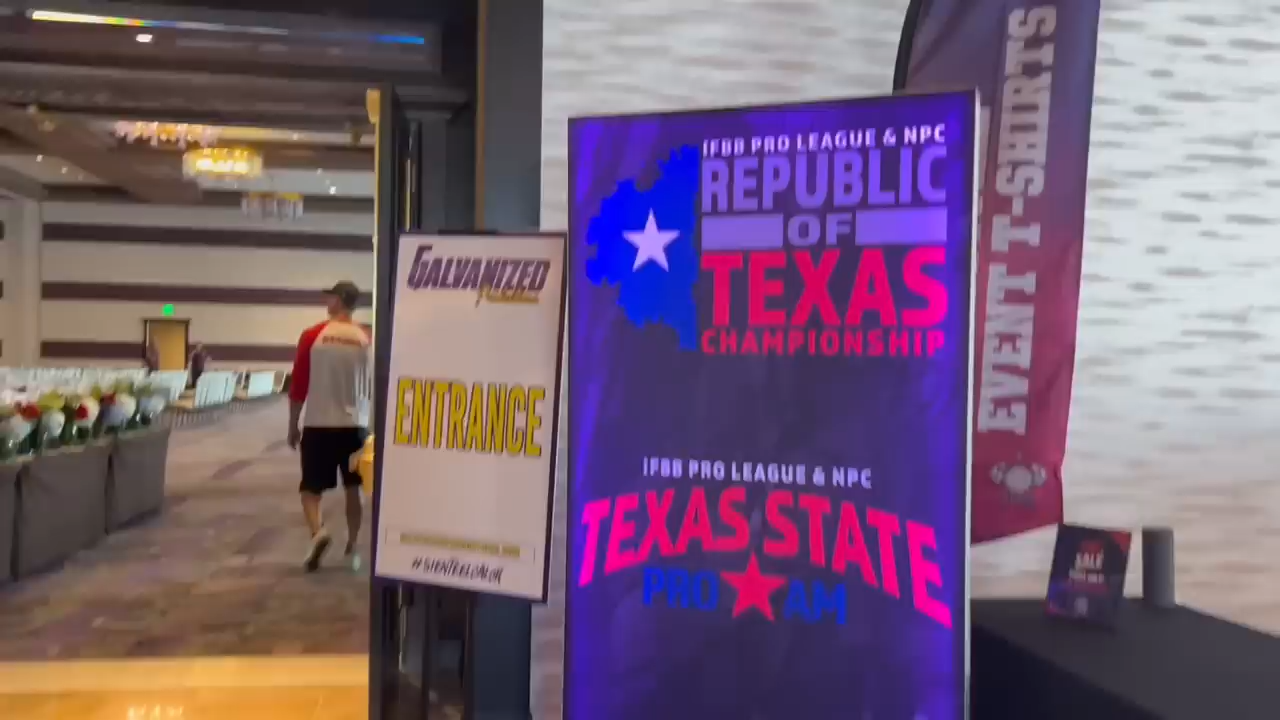 GALVANIZED
ENTRANCE
IFBB PRO LEAGUE & NPC
REPUBLIC
OF
TEXAS
CHAMPIONSHIP
IFBB PRO LEAGUE & NPC
TEXAS STATE
PRO AM
EVENT T-SHIRTS
SALE